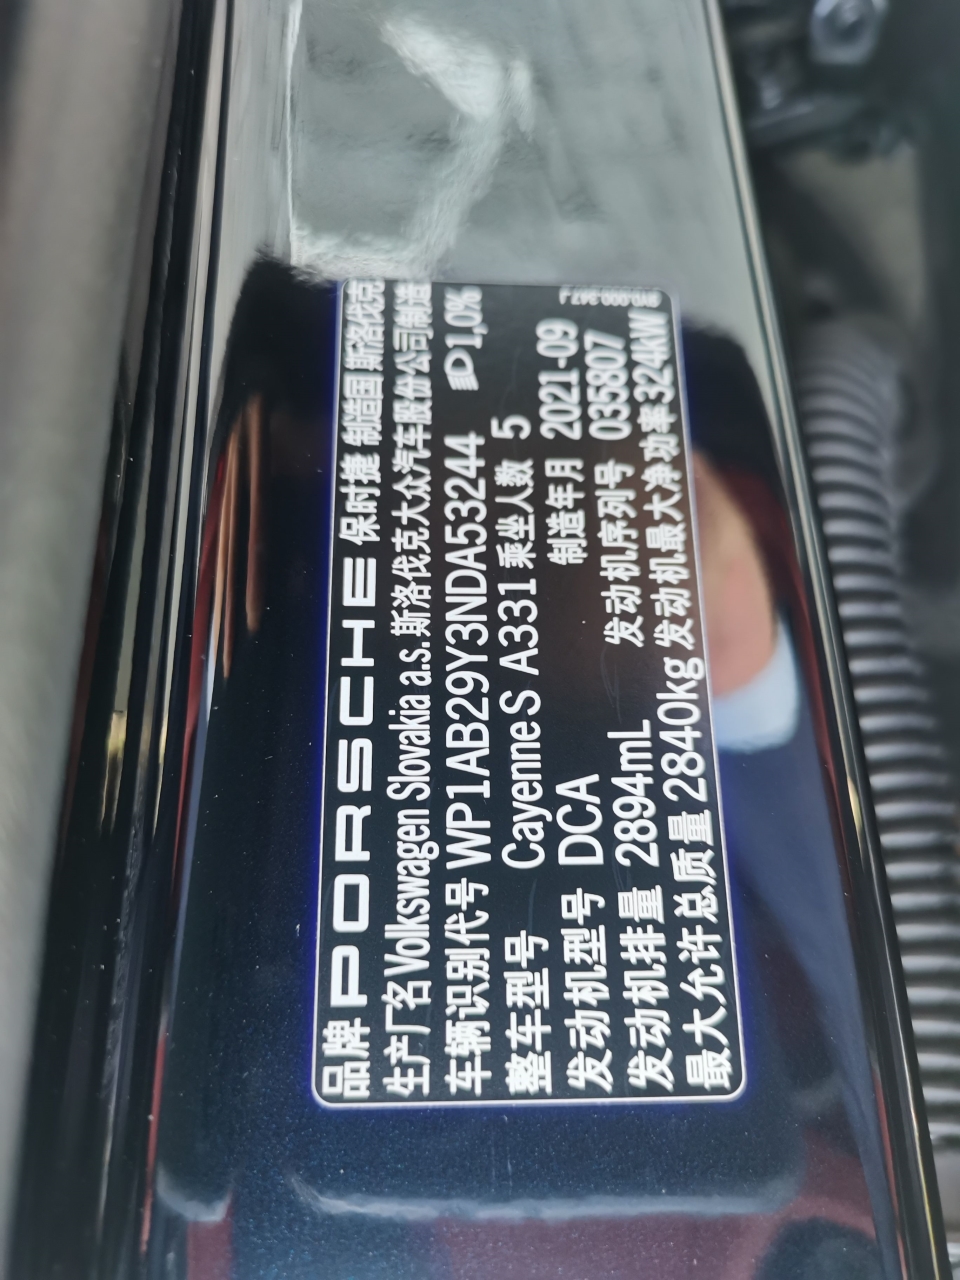 品牌 PORSCHE 保时捷 制造国 斯洛伐克
生产厂名 Volkswagen Slovakia a.s. 斯洛伐克大众汽车股份公司制造
车辆识别代号 WP1AB29Y3NDA53244 1,0%
整车型号 Cayenne S A331 乘坐人数 5
发动机型号 DCA 制造年月 2021-09
发动机排量 2894mL 发动机序列号 035807
最大允许总质量 2840kg 发动机最大净功率 324kW